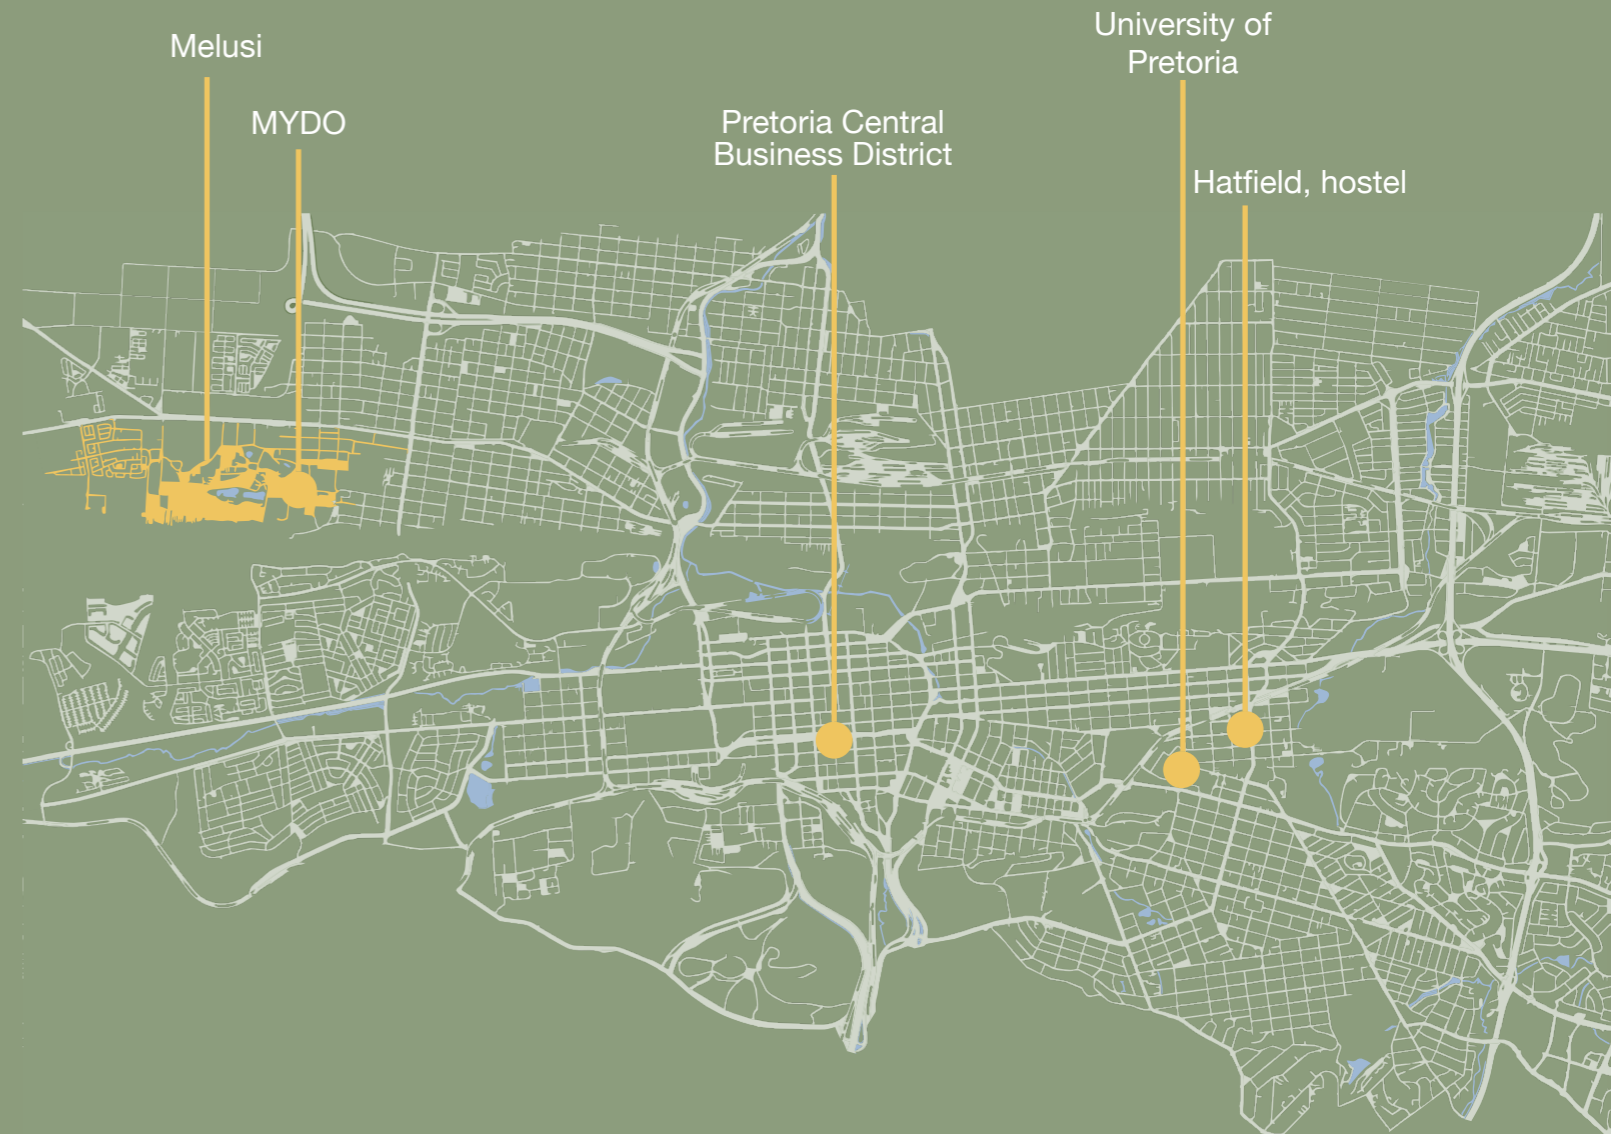 Melusi
MYDO
Pretoria Central
Business District
University of
Pretoria
Hatfield, hostel